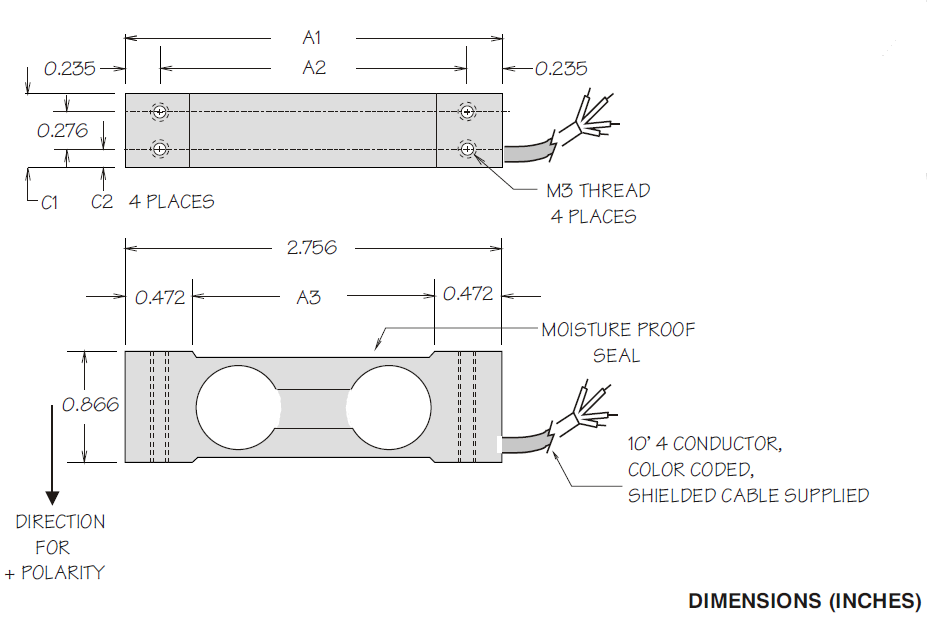 A1
0.235
A2
0.235
0.276
C1
C2 4 PLACES
M3 THREAD
4 PLACES
2.756
0.472
A3
0.472
MOISTURE PROOF
SEAL
0.866
10' 4 CONDUCTOR,
COLOR CODED,
SHIELDED CABLE SUPPLIED
DIRECTION
FOR
+ POLARITY
DIMENSIONS (INCHES)